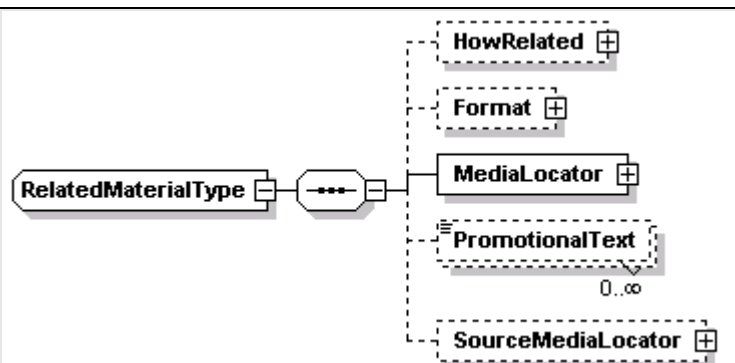 HowRelated
Format
RelatedMaterialType
MediaLocator
PromotionalText
0..∞
SourceMediaLocator